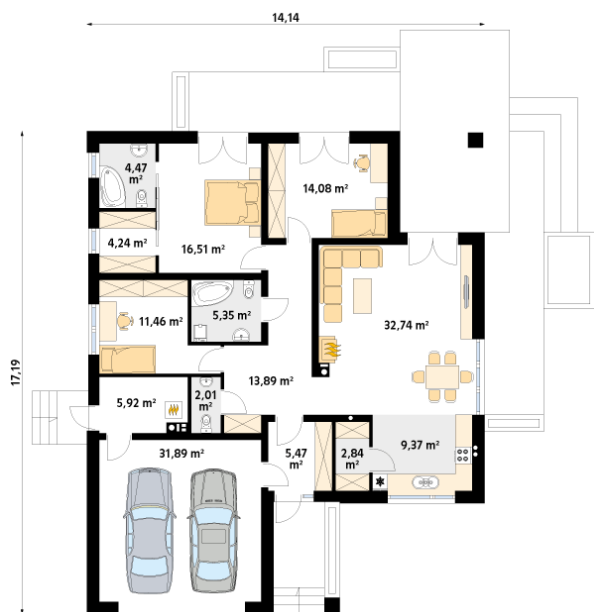 14,14
4,47
m²
14,08 m²
4,24 m²
16,51 m²
5,35 m²
11,46 m²
32,74 m²
17,19
13,89 m²
5,92 m²
2,01
m²
9,37 m²
31,89 m²
5,47
m²
2,84
m²